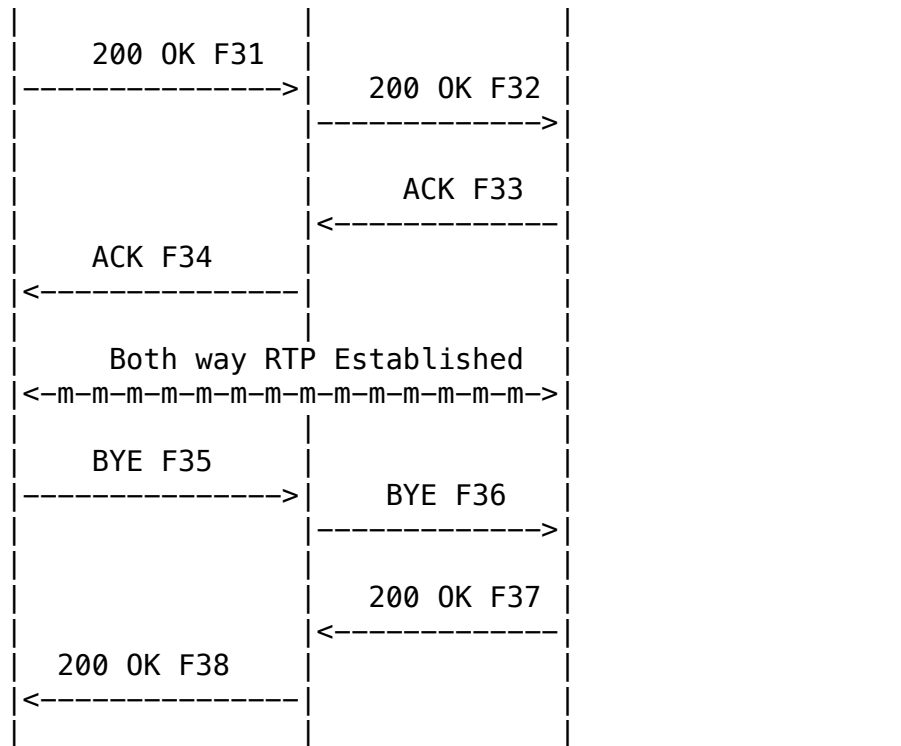 200 OK F31
200 OK F32
ACK F33
ACK F34
Both way RTP Established
<-m-m-m-m-m-m-m-m-m-m-m-m-m-m->
BYE F35
BYE F36
200 OK F37
200 OK F38